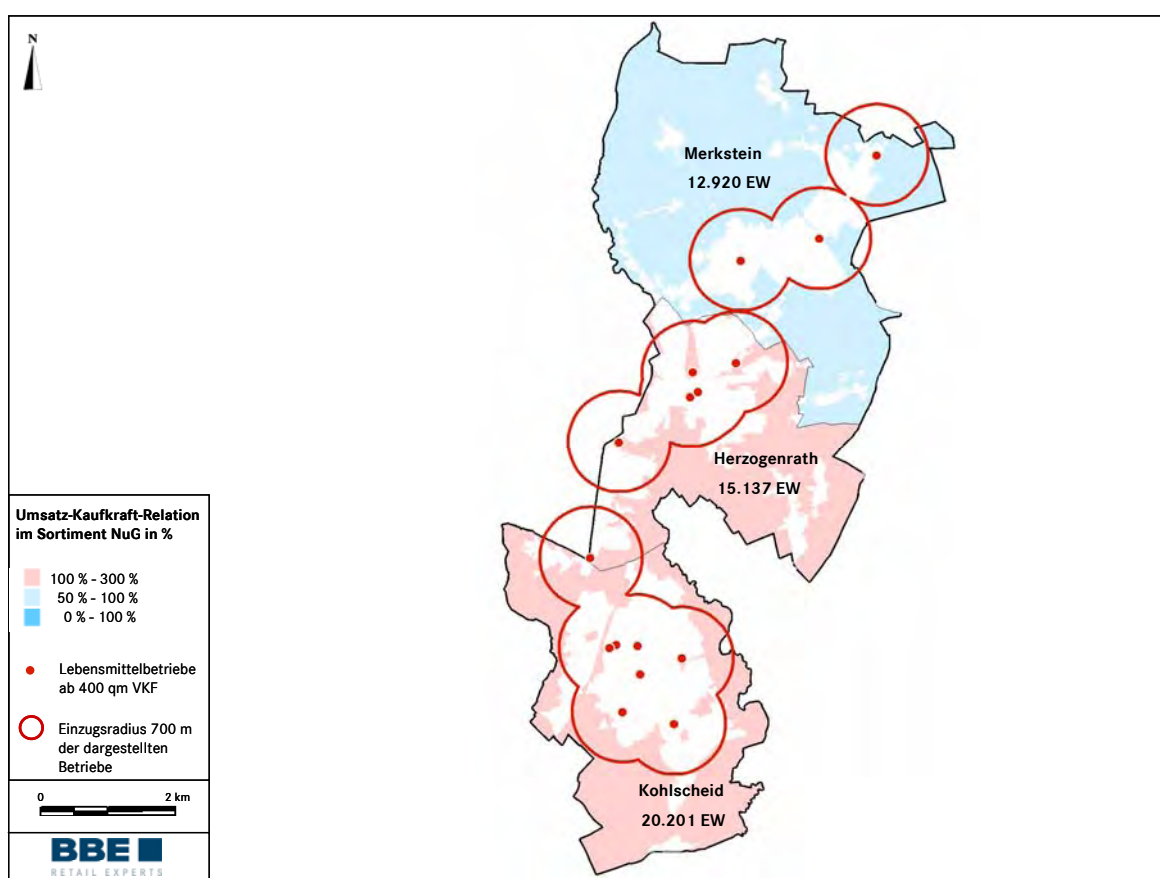 N
Merkstein
12.920 EW
Herzogenrath
15.137 EW
Umsatz-Kaufkraft-Relation
im Sortiment NuG in %
100 % - 300 %
50 % - 100 %
0 % - 100 %
Lebensmittelbetriebe
ab 400 qm VKF
Einzugsradius 700 m
der dargestellten
Betriebe
0 2 km
Kohlscheid
20.201 EW
BBE
RETAIL EXPERTS